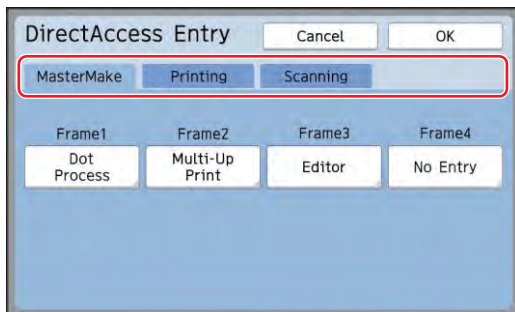 DirectAccess Entry Cancel OK
MasterMake Printing Scanning
Frame1 Frame2 Frame3 Frame4
Dot Process Multi-Up Print Editor No Entry